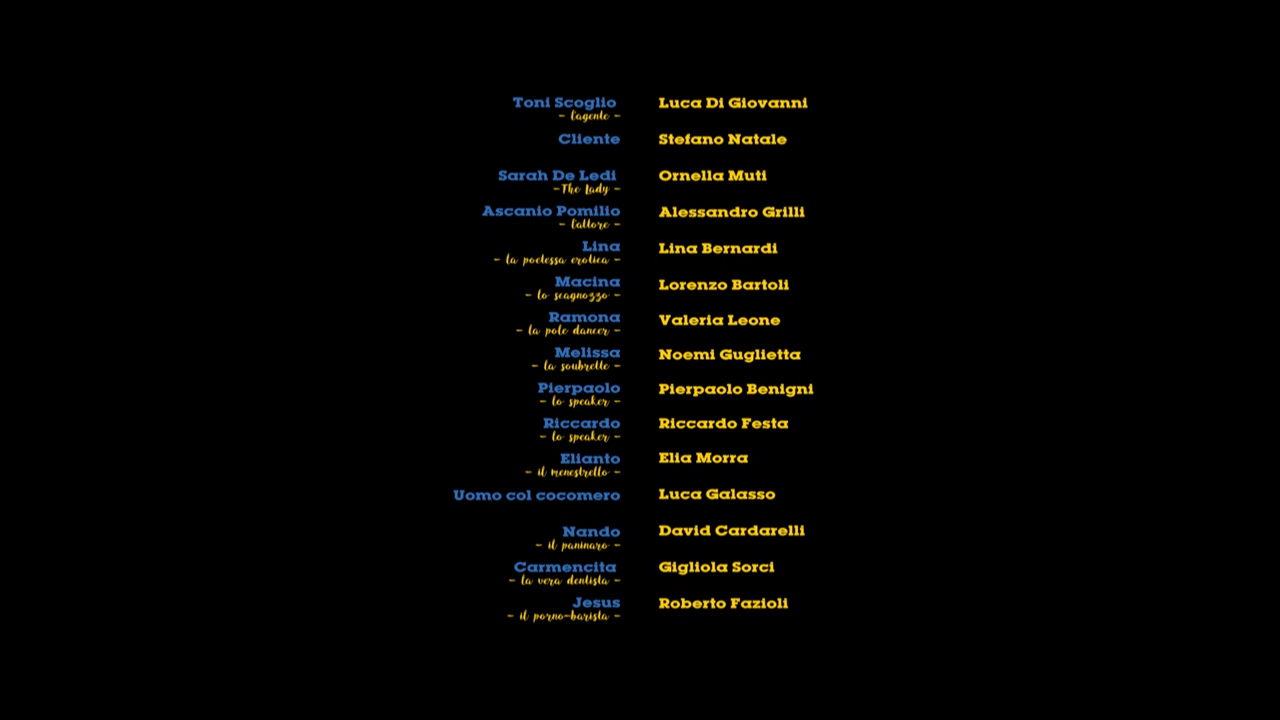 Toni Scoglio Luca Di Giovanni
- l'agente -
Cliente Stefano Natale
Sarah De Ledi Ornella Muti
-The Lady -
Ascanio Pomilio Alessandro Grilli
- l'attore -
Lina Lina Bernardi
- la poetessa erotica -
Macina Lorenzo Bartoli
- lo scagnozzo -
Ramona Valeria Leone
- la pole dancer -
Melissa Noemi Guglietta
- la soubrette -
Pierpaolo Pierpaolo Benigni
- lo speaker -
Riccardo Riccardo Festa
- lo speaker -
Elianto Elia Morra
- il menestrello -
Uomo col cocomero Luca Galasso
Nando David Cardarelli
- il paninaro -
Carmencita Gigliola Sorci
- la vera dentista -
Jesus Roberto Fazioli
- il porno-barista -